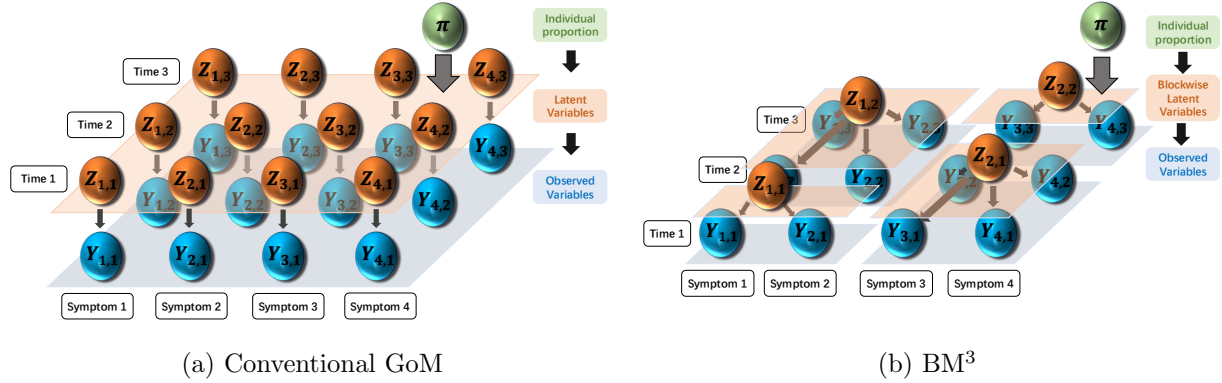 π
Individual
proportion
Time 3
Z1,3
Z2,3
Z3,3
Z4,3
Latent
Variables
Time 2
Z1,2
Z2,2
Z3,2
Z4,2
Y1,3
Y2,3
Y3,3
Y4,3
Time 1
Z1,1
Z2,1
Z3,1
Z4,1
Observed
Variables
Y1,2
Y2,2
Y3,2
Y4,2
Y1,1
Y2,1
Y3,1
Y4,1
Symptom 1
Symptom 2
Symptom 3
Symptom 4
(a) Conventional GoM
π
Individual
proportion
Z1,2
Z2,2
Blockwise
Latent
Variables
Time 3
Y2,3
Y3,3
Y4,3
Z2,1
Observed
Variables
Time 2
Z1,1
Y2,2
Y4,2
Time 1
Y1,1
Y2,1
Y3,1
Y4,1
Symptom 1
Symptom 2
Symptom 3
Symptom 4
(b) BM³